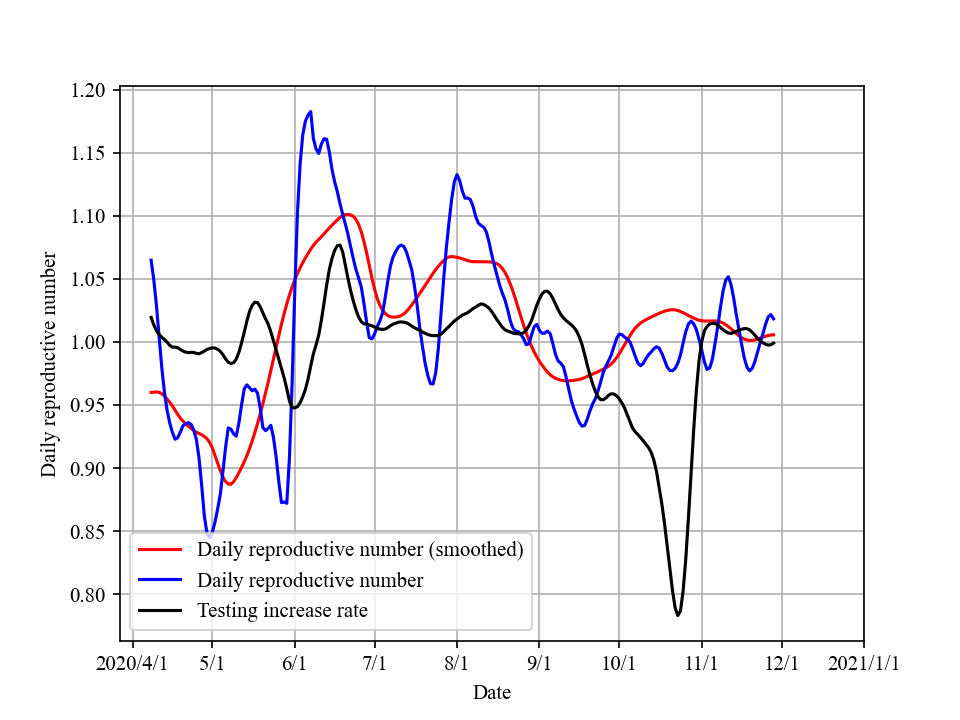 1.20
1.15
1.10
1.05
1.00
0.95
0.90
0.85
0.80
Daily reproductive number
Daily reproductive number (smoothed)
Daily reproductive number
Testing increase rate
2020/4/1 5/1 6/1 7/1 8/1 9/1 10/1 11/1 12/1 2021/1/1
Date